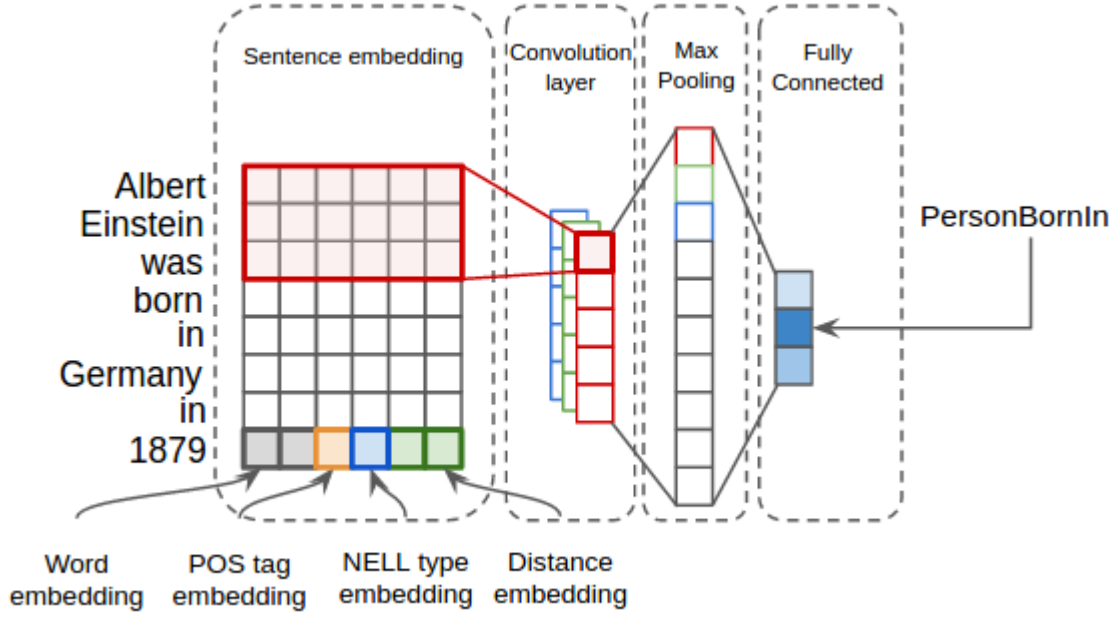 Sentence embedding
Convolution
layer
Max
Pooling
Fully
Connected
Albert
Einstein
was
born
in
Germany
in
1879
PersonBornIn
Word
embedding
POS tag
embedding
NELL type
embedding
Distance
embedding